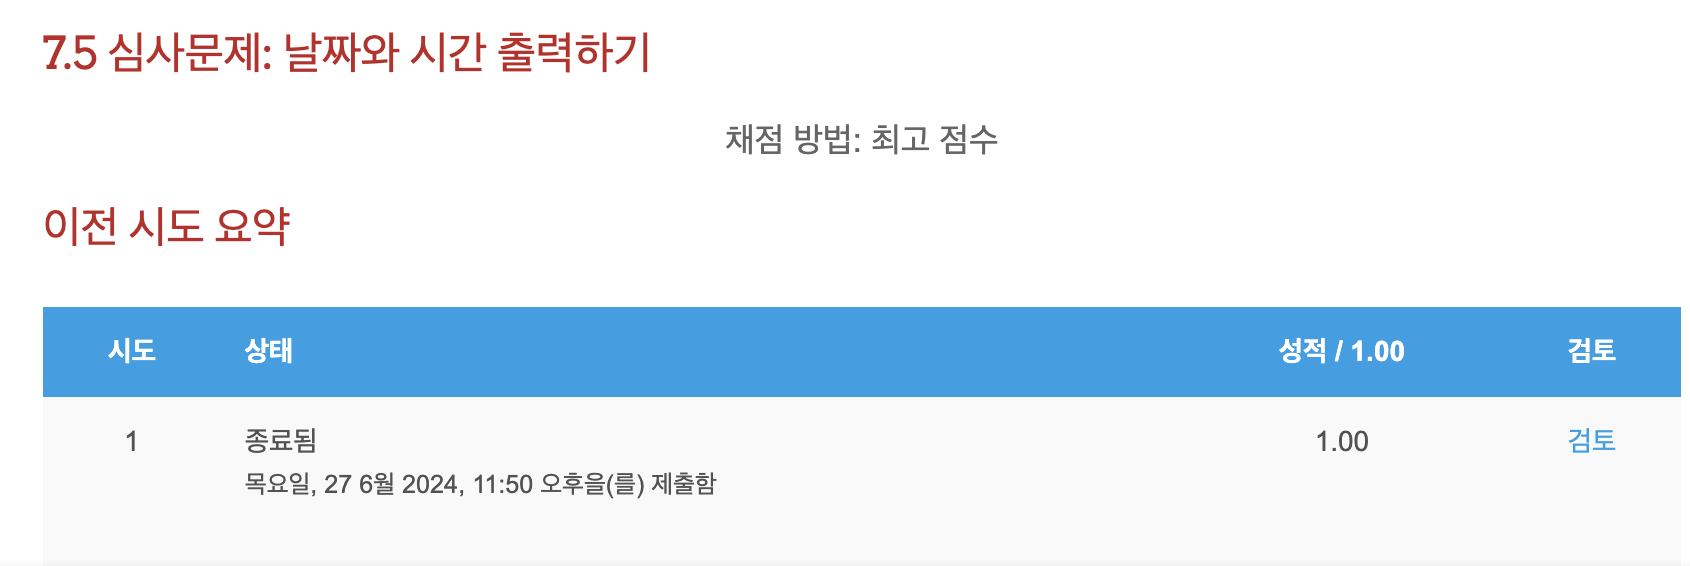 7.5 심사문제: 날짜와 시간 출력하기
채점 방법: 최고 점수
이전 시도 요약
시도 상태 성적 / 1.00 검토
1 종료됨 1.00 검토
목요일, 27 6월 2024, 11:50 오후을(를) 제출함